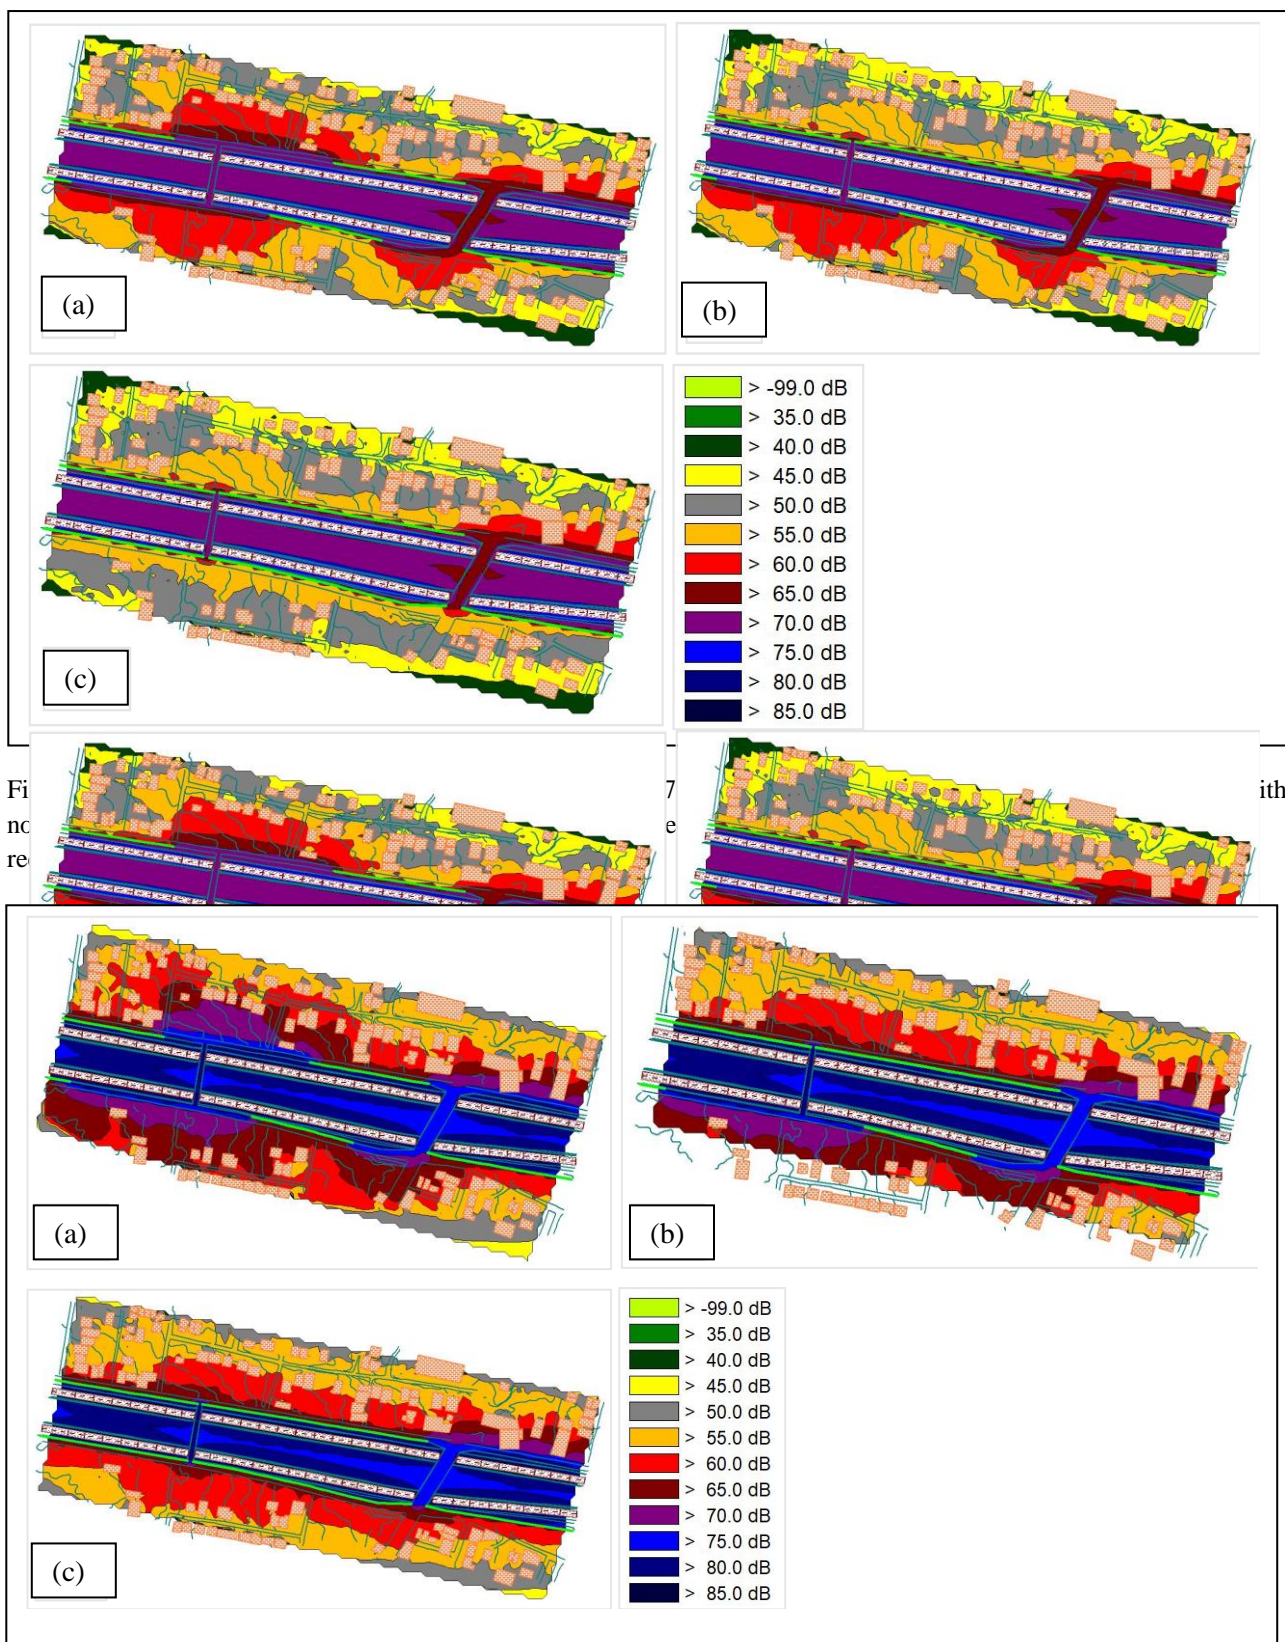 (a)
(b)
> -99.0 dB
> 35.0 dB
> 40.0 dB
> 45.0 dB
> 50.0 dB
> 55.0 dB
> 60.0 dB
> 65.0 dB
> 70.0 dB
> 75.0 dB
> 80.0 dB
> 85.0 dB
(c)
(a)
(b)
> -99.0 dB
> 35.0 dB
> 40.0 dB
> 45.0 dB
> 50.0 dB
> 55.0 dB
> 60.0 dB
> 65.0 dB
> 70.0 dB
> 75.0 dB
> 80.0 dB
> 85.0 dB
(c)